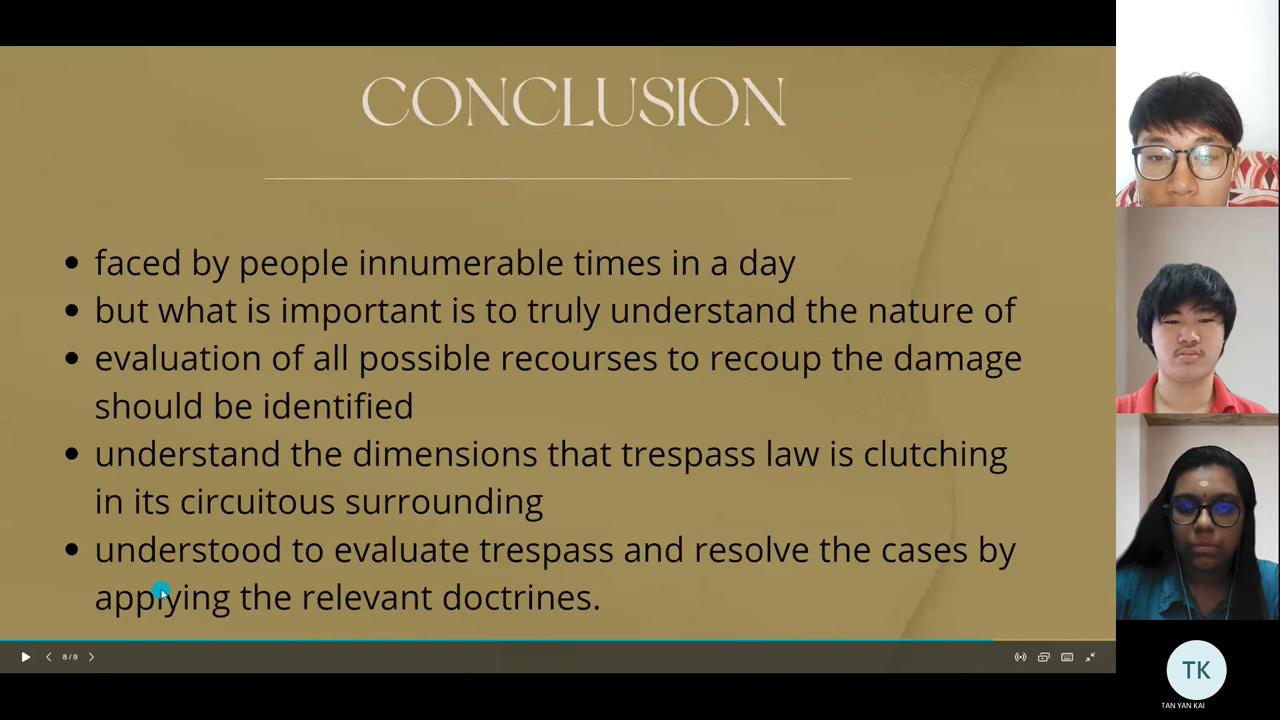 CONCLUSION
• faced by people innumerable times in a day
• but what is important is to truly understand the nature of
• evaluation of all possible recourses to recoup the damage
should be identified
• understand the dimensions that trespass law is clutching
in its circuitous surrounding
• understood to evaluate trespass and resolve the cases by
applying the relevant doctrines.
8/9
TK
TAN YAN KAI